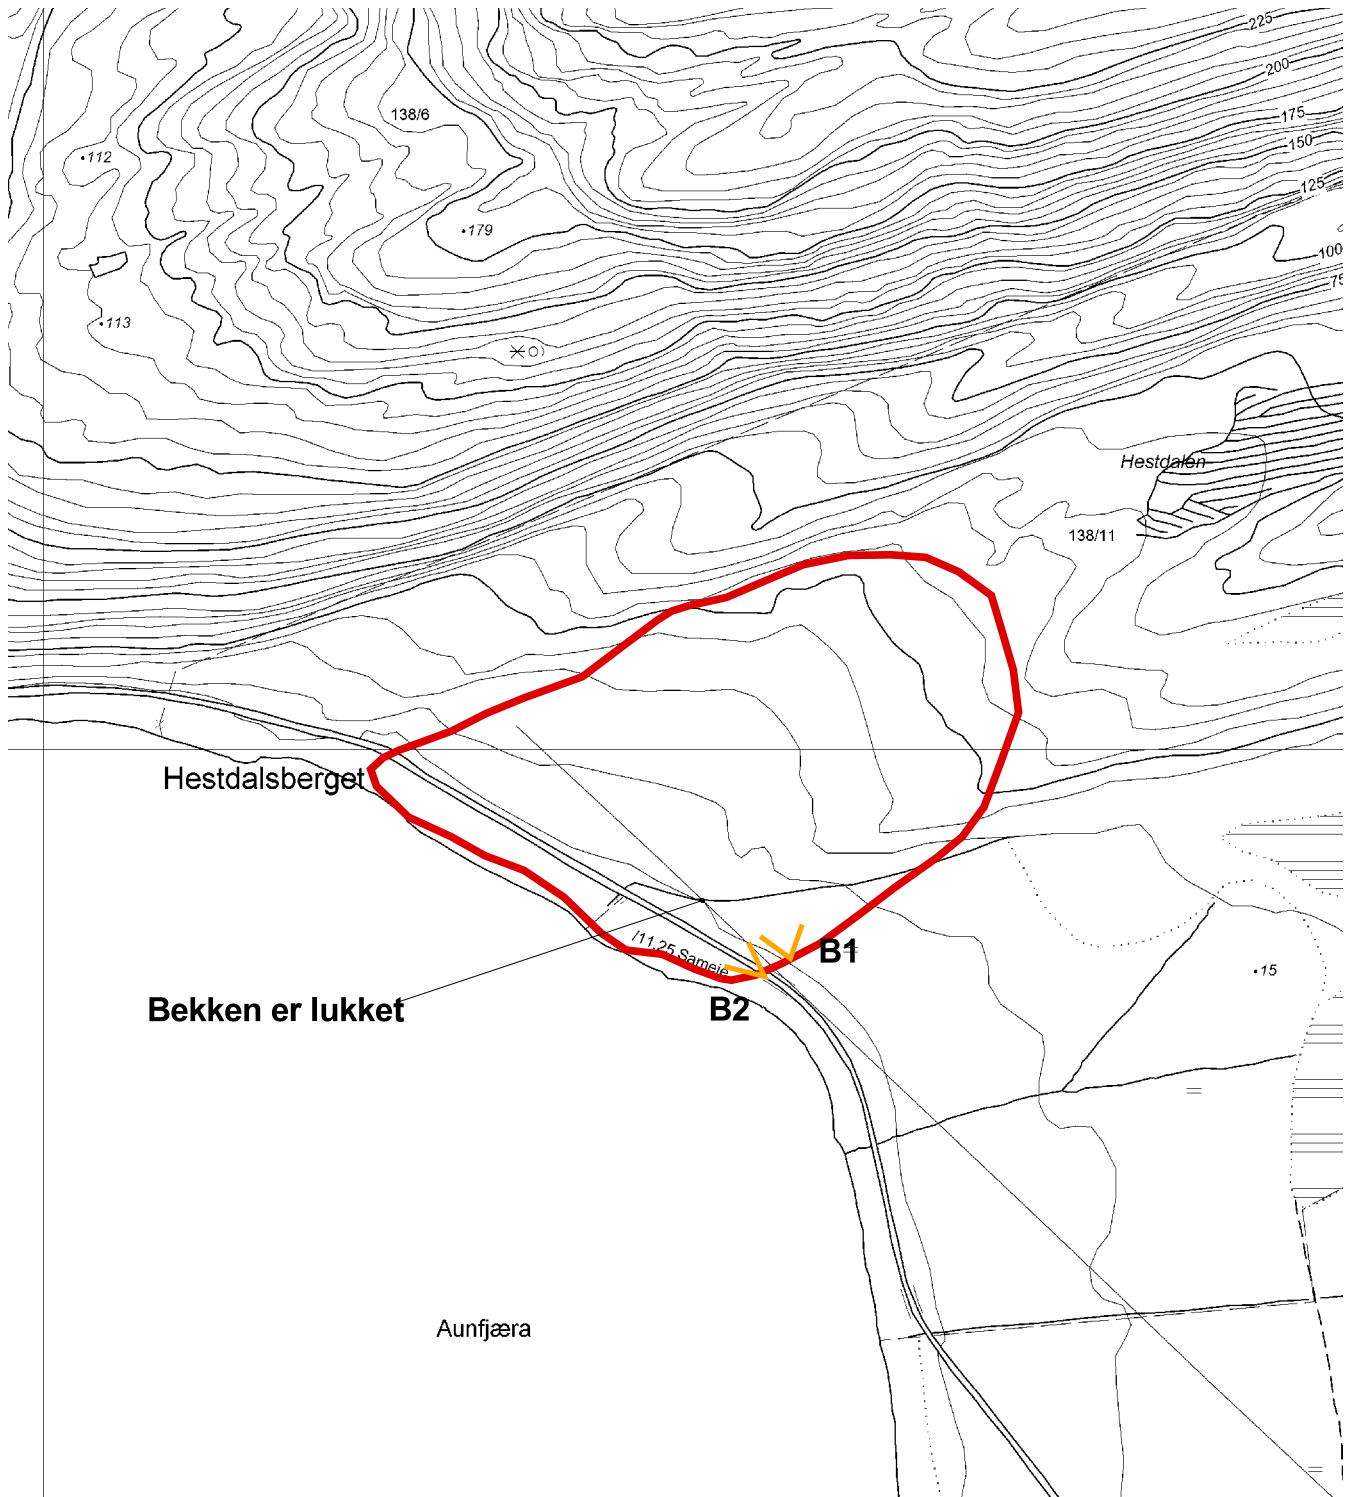 225
200
175
138/6
150
112
125
179
100
75
113
Hestdalen
138/11
Hestdalsberget
/11,25 Sameie
B1
15
Bekken er lukket
B2
Aunfjæra